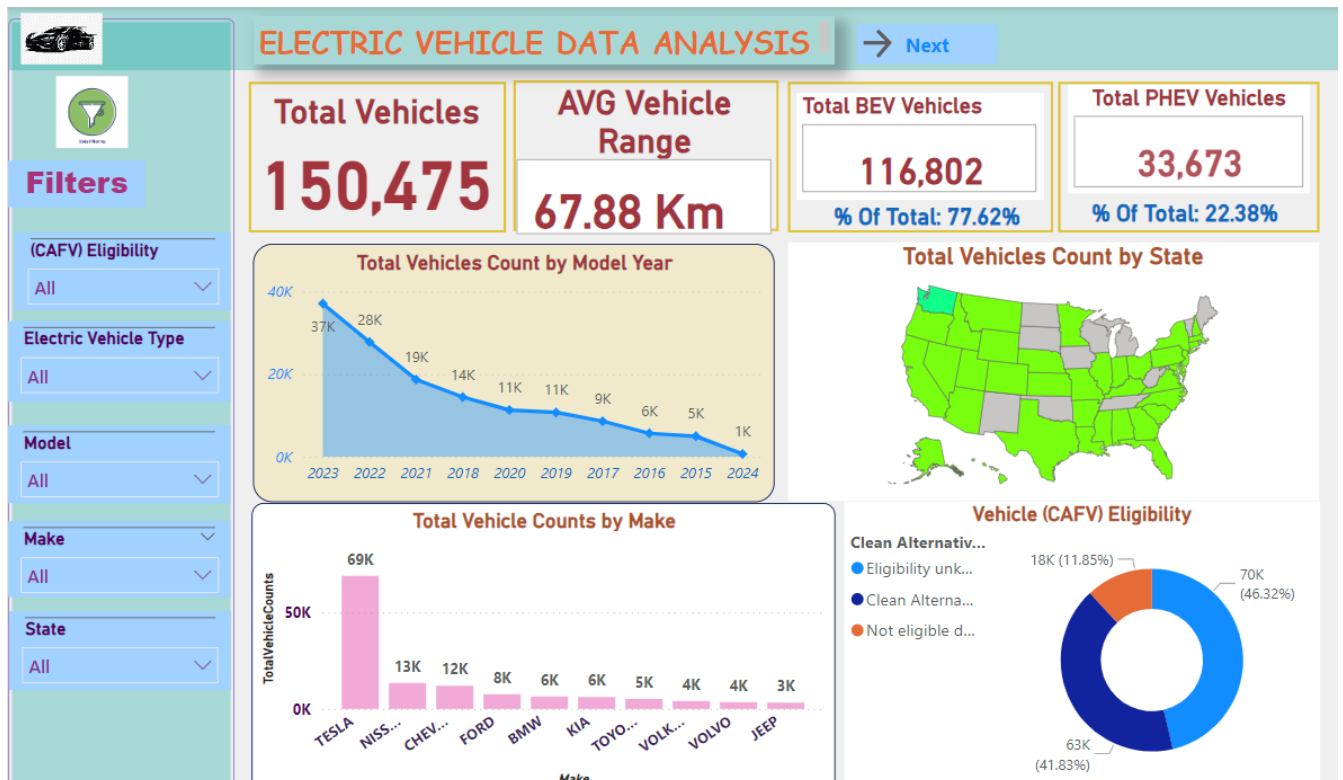 ELECTRIC VEHICLE DATA ANALYSIS
Next
Data Filtering
Filters
(CAFV) Eligibility
All
Electric Vehicle Type
All
Model
All
Make
All
State
All
Total Vehicles
150,475
AVG Vehicle
Range
67.88 Km
Total BEV Vehicles
116,802
% Of Total: 77.62%
Total PHEV Vehicles
33,673
% Of Total: 22.38%
Total Vehicles Count by Model Year
40K
20K
0K
37K
28K
19K
14K
11K
11K
9K
6K
5K
1K
2023 2022 2021 2018 2020 2019 2017 2016 2015 2024
Total Vehicles Count by State
Total Vehicle Counts by Make
TotalVehicleCounts
50K
0K
69K
13K
12K
8K
6K
6K
5K
4K
4K
3K
TESLA NISS... CHEV... FORD BMW KIA TOYO... VOLK... VOLVO JEEP
Make
Vehicle (CAFV) Eligibility
Clean Alternativ...
Eligibility unk...
Clean Alterna...
Not eligible d...
18K (11.85%)
70K
(46.32%)
63K
(41.83%)